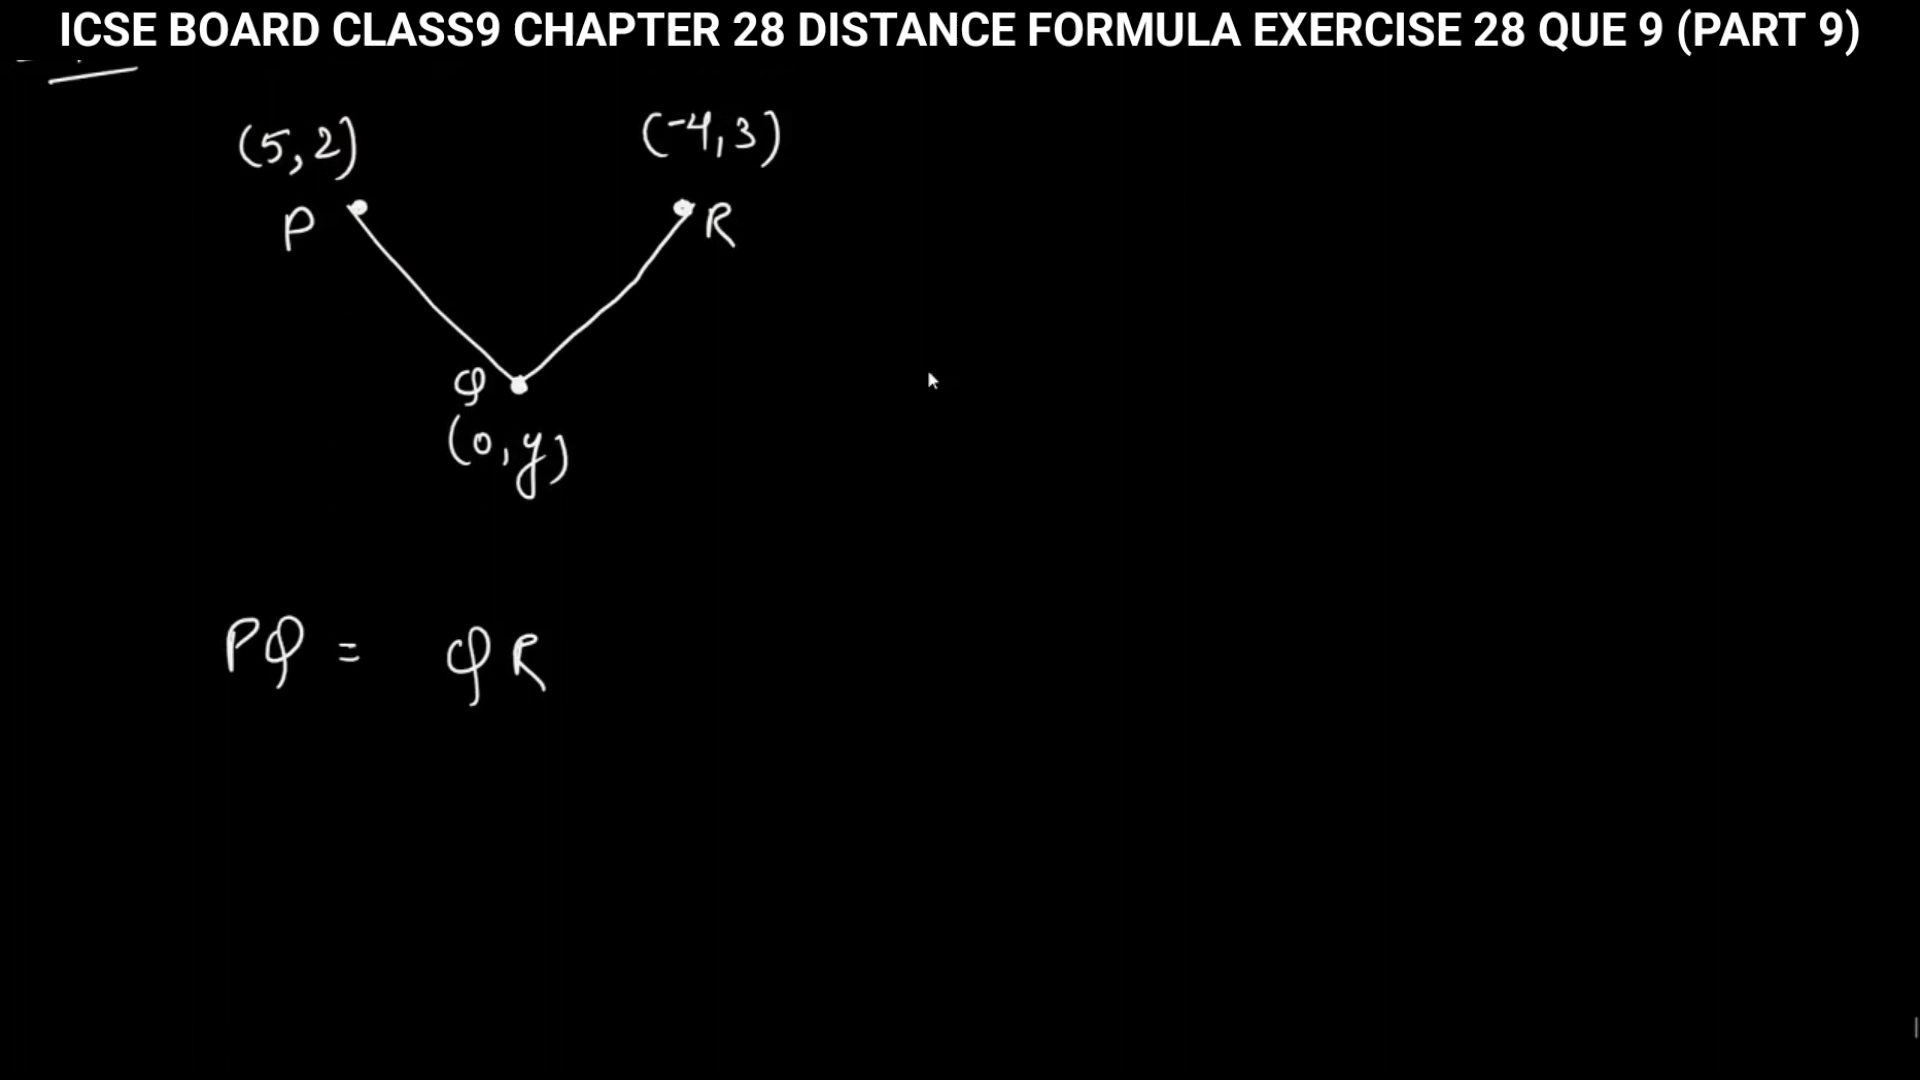 ICSE BOARD CLASS9 CHAPTER 28 DISTANCE FORMULA EXERCISE 28 QUE 9 (PART 9)
(5,2) (-4,3)
P R
Q
(0,y)
PQ = QR